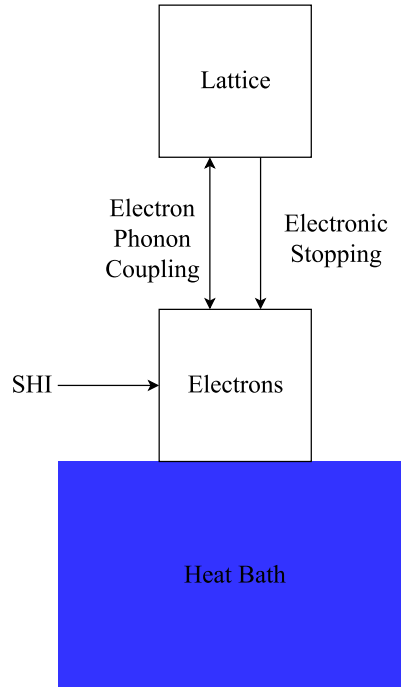 Lattice
Electron
Phonon
Coupling
Electronic
Stopping
SHI
Electrons
Heat Bath